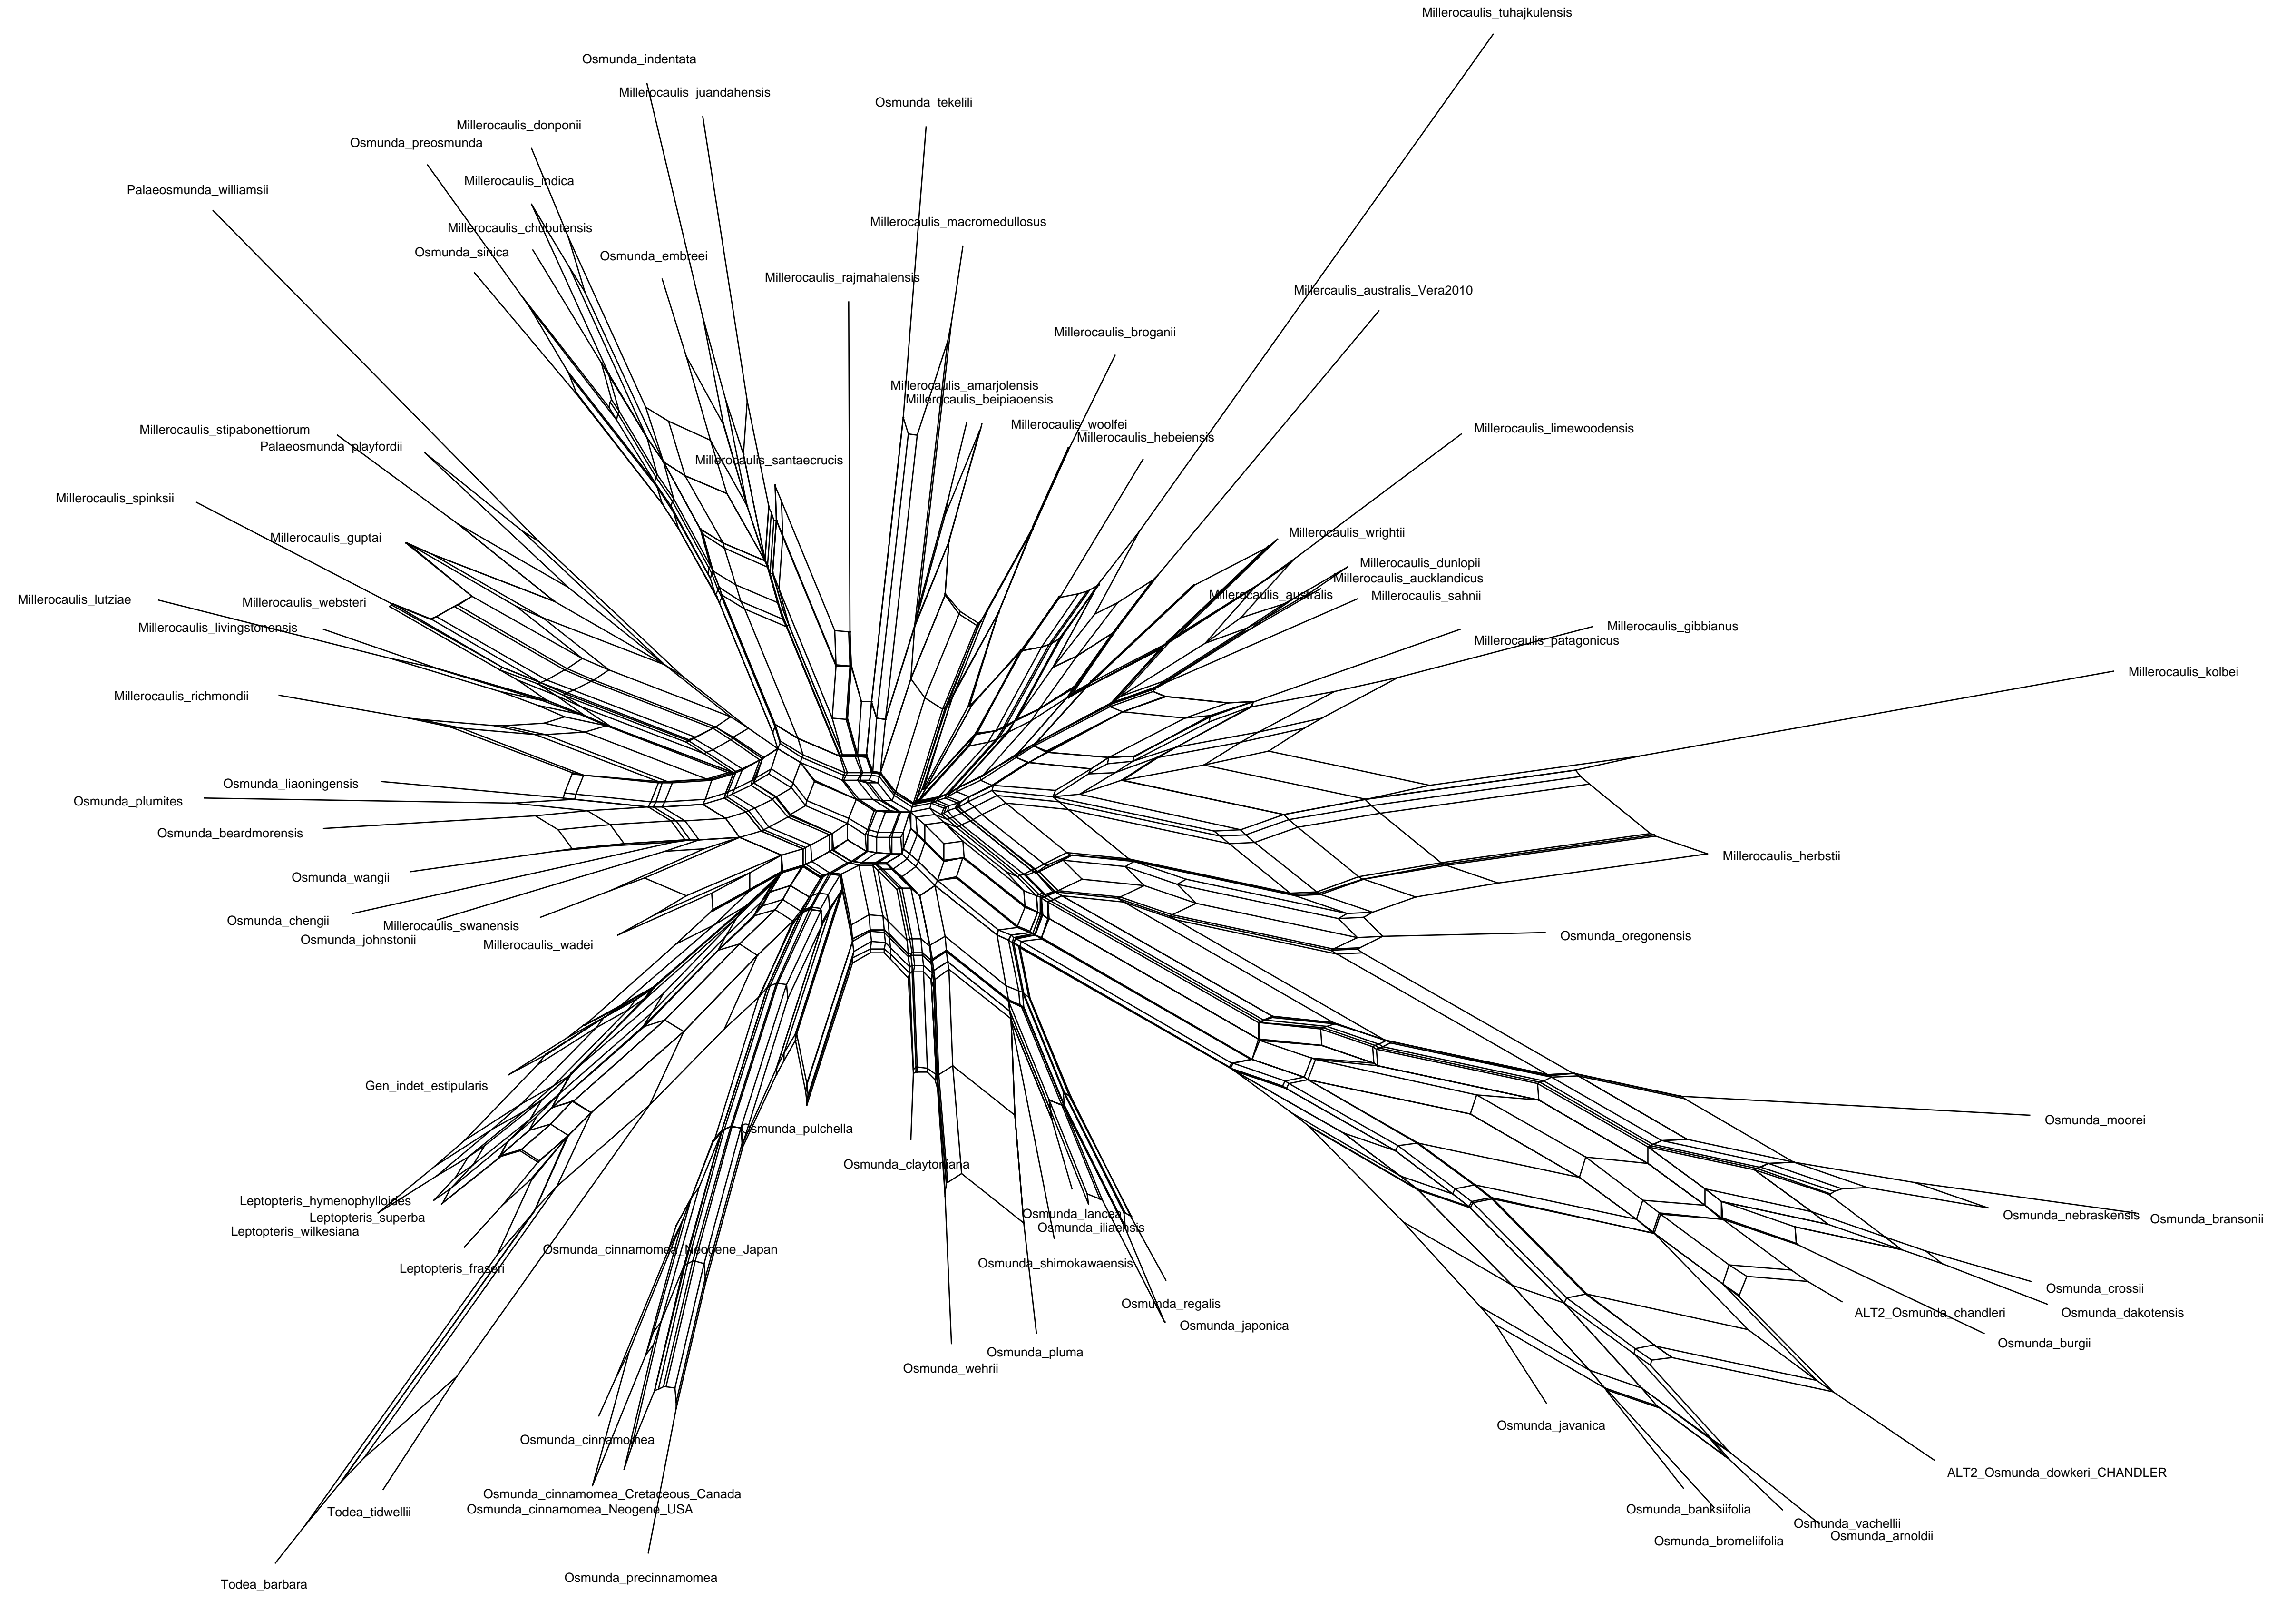 Millerocaulis_tuhajkulensis
Osmunda_indentata
Millerocaulis_juandahensis
Osmunda_tekelili
Millerocaulis_donponii
Osmunda_preosmunda
Millerocaulis_indica
Palaeosmunda_williamsii
Millerocaulis_macromedullosus
Millerocaulis_chubutensis
Osmunda_sinica
Osmunda_embreei
Millerocaulis_rajmahalensis
Millercaulis_australis_Vera2010
Millerocaulis_broganii
Millerocaulis_amarjolensis
Millerocaulis_beipiaoensis
Millerocaulis_woolfei
Millerocaulis_limewoodensis
Millerocaulis_stipabonettiorum
Millerocaulis_hebeiensis
Palaeosmunda_playfordii
Millerocaulis_santaecrucis
Millerocaulis_spinksii
Millerocaulis_wrightii
Millerocaulis_guptai
Millerocaulis_dunlopii
Millerocaulis_aucklandicus
Millerocaulis_australis
Millerocaulis_sahnii
Millerocaulis_lutziae
Millerocaulis_websteri
Millerocaulis_livingstonensis
Millerocaulis_gibbianus
Millerocaulis_patagonicus
Millerocaulis_kolbei
Millerocaulis_richmondii
Osmunda_liaoningensis
Osmunda_plumites
Osmunda_beardmorensis
Millerocaulis_herbstii
Osmunda_wangii
Osmunda_chengii
Millerocaulis_swanensis
Osmunda_johnstonii
Millerocaulis_wadei
Osmunda_oregonensis
Gen_indet_estipularis
Osmunda_moorei
Osmunda_pulchella
Osmunda_claytoniana
Leptopteris_hymenophylloides
Leptopteris_superba
Leptopteris_wilkesiana
Osmunda_lancea
Osmunda_iliaensis
Osmunda_nebraskensis
Osmunda_bransonii
Osmunda_cinnamomea_Neogene_Japan
Leptopteris_fraseri
Osmunda_shimokawaensis
Osmunda_crossii
Osmunda_regalis
ALT2_Osmunda_chandleri
Osmunda_dakotensis
Osmunda_japonica
Osmunda_burgii
Osmunda_pluma
Osmunda_wehrii
Osmunda_javanica
Osmunda_cinnamomea
ALT2_Osmunda_dowkeri_CHANDLER
Osmunda_cinnamomea_Cretaceous_Canada
Osmunda_cinnamomea_Neogene_USA
Todea_tidwellii
Osmunda_banksiifolia
Osmunda_vachellii
Osmunda_arnoldii
Osmunda_bromeliifolia
Osmunda_precinnamomea
Todea_barbara